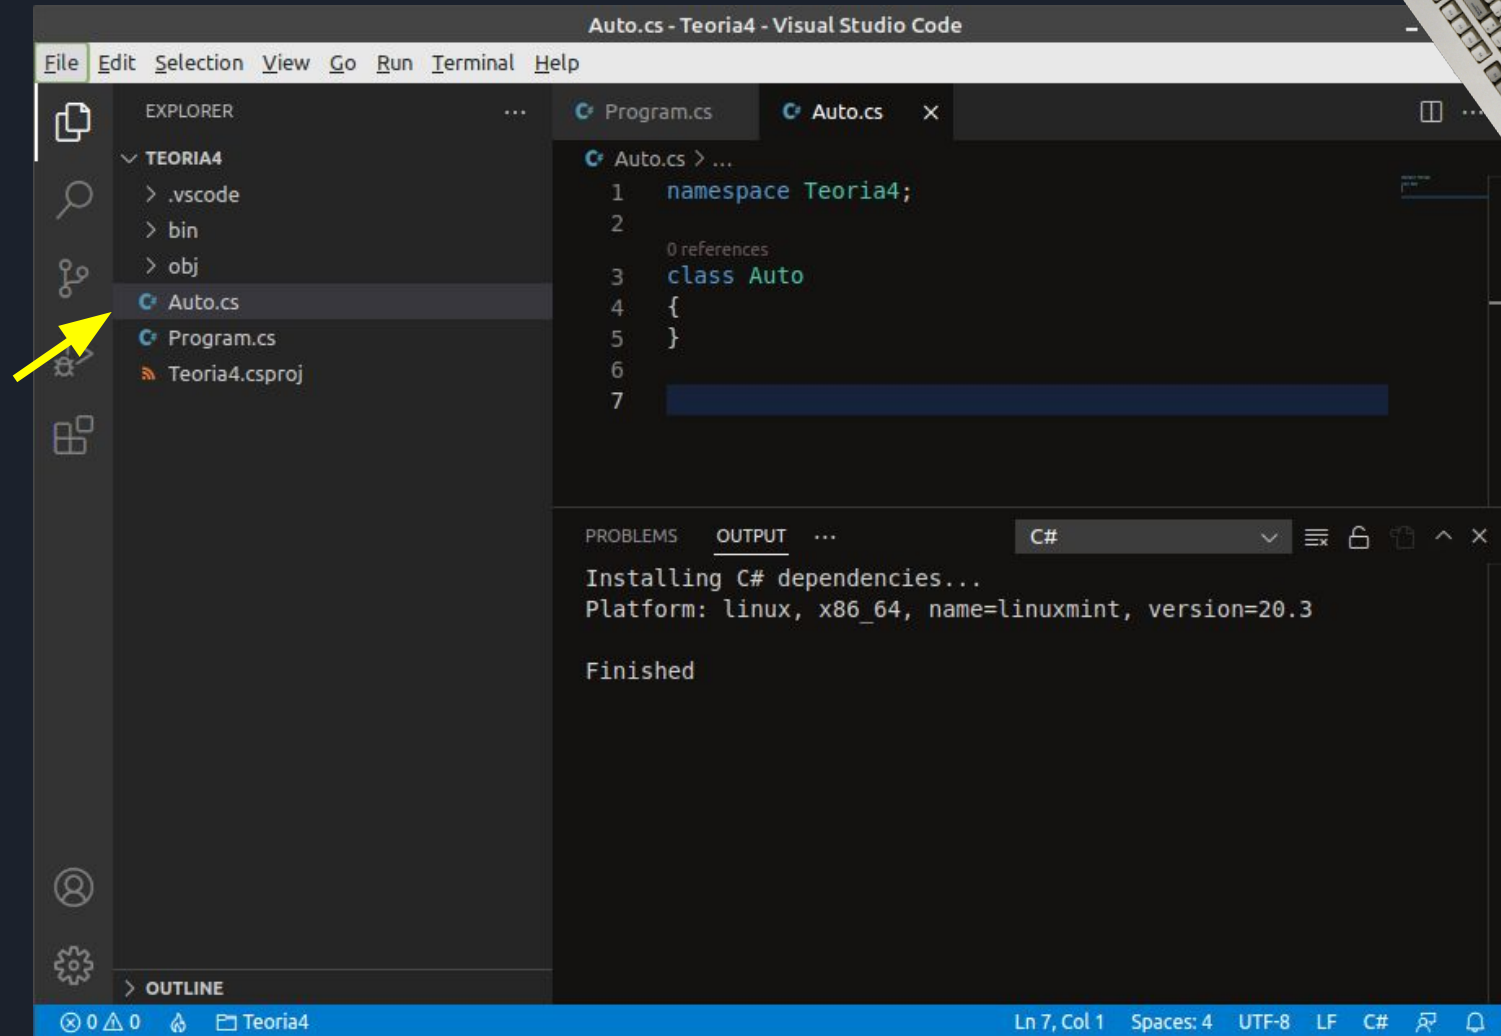 Auto.cs - Teoria4 - Visual Studio Code
File Edit Selection View Go Run Terminal Help
EXPLORER
TEORIA4
.vscode
bin
obj
Auto.cs
Program.cs
Teoria4.csproj
OUTLINE
Program.cs Auto.cs
Auto.cs > ...
1 namespace Teoria4;
2
0 references
3 class Auto
4 {
5 }
6
7
PROBLEMS OUTPUT ... C#
Installing C# dependencies...
Platform: linux, x86_64, name=linuxmint, version=20.3
Finished
0 0 Teoria4 Ln 7, Col 1 Spaces: 4 UTF-8 LF C#